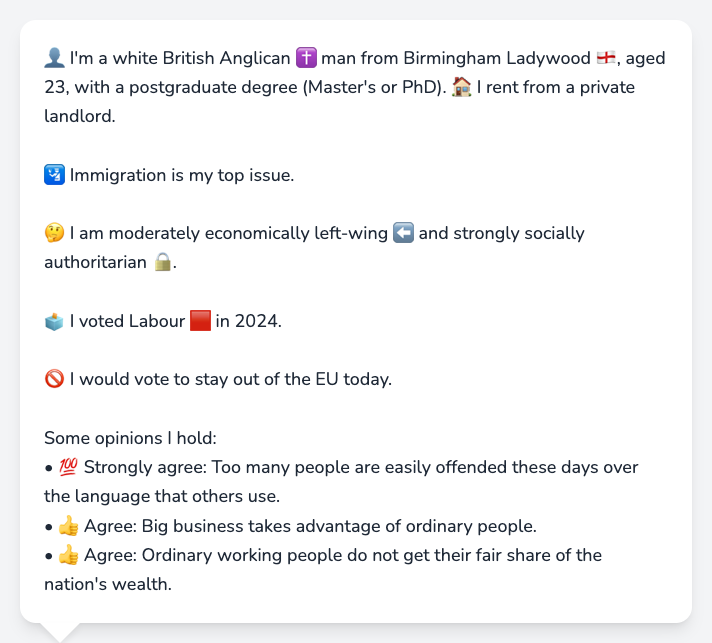 👤 I'm a white British Anglican ✝️ man from Birmingham Ladywood 🏴󠁧󠁢󠁥󠁮󠁧󠁿, aged
23, with a postgraduate degree (Master's or PhD). 🏠 I rent from a private
landlord.
🛂 Immigration is my top issue.
🤔 I am moderately economically left-wing ⬅️ and strongly socially
authoritarian 🔒.
🗳️ I voted Labour 🟥 in 2024.
🚫 I would vote to stay out of the EU today.
Some opinions I hold:
• 💯 Strongly agree: Too many people are easily offended these days over
the language that others use.
• 👍 Agree: Big business takes advantage of ordinary people.
• 👍 Agree: Ordinary working people do not get their fair share of the
nation's wealth.